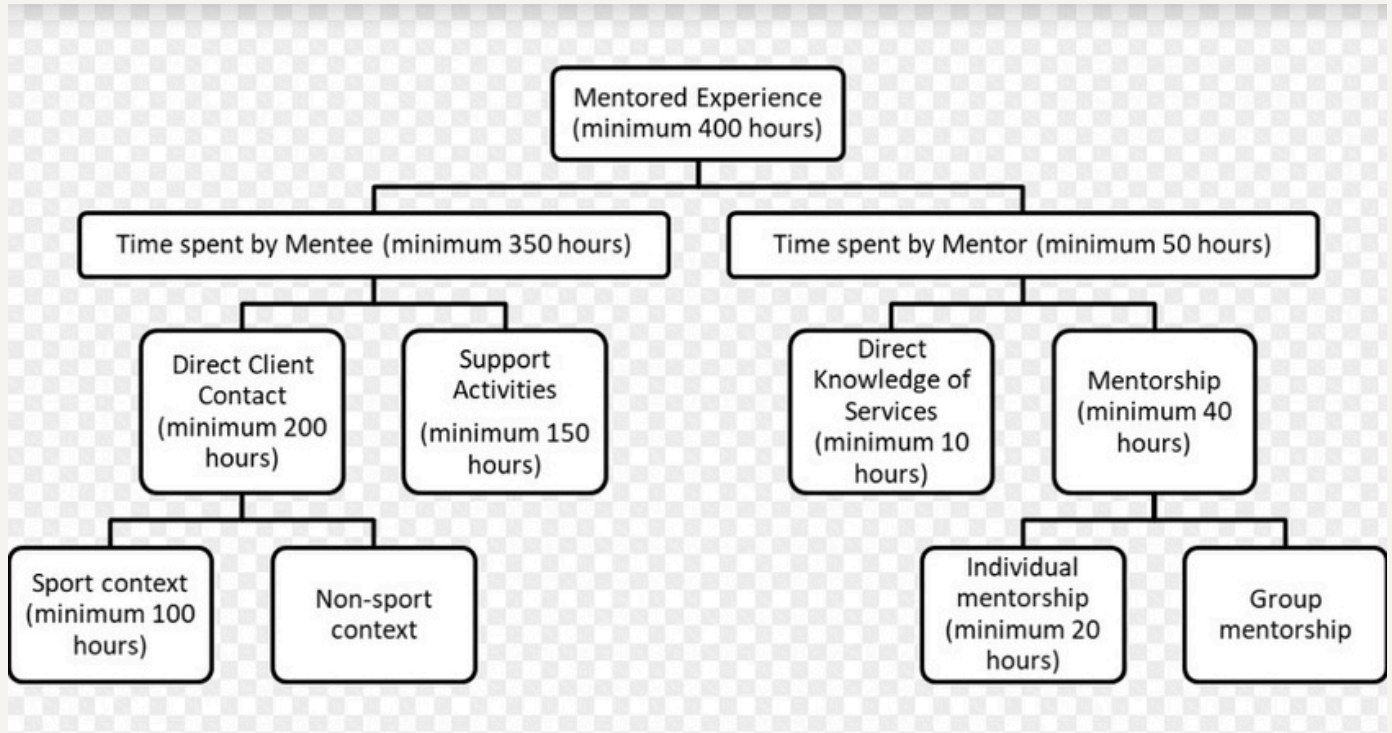 Mentored Experience
(minimum 400 hours)
Time spent by Mentee (minimum 350 hours)
Time spent by Mentor (minimum 50 hours)
Direct Client
Contact
(minimum 200
hours)
Support
Activities
(minimum 150
hours)
Direct
Knowledge of
Services
(minimum 10
hours)
Mentorship
(minimum 40
hours)
Sport context
(minimum 100
hours)
Non-sport
context
Individual
mentorship
(minimum 20
hours)
Group
mentorship